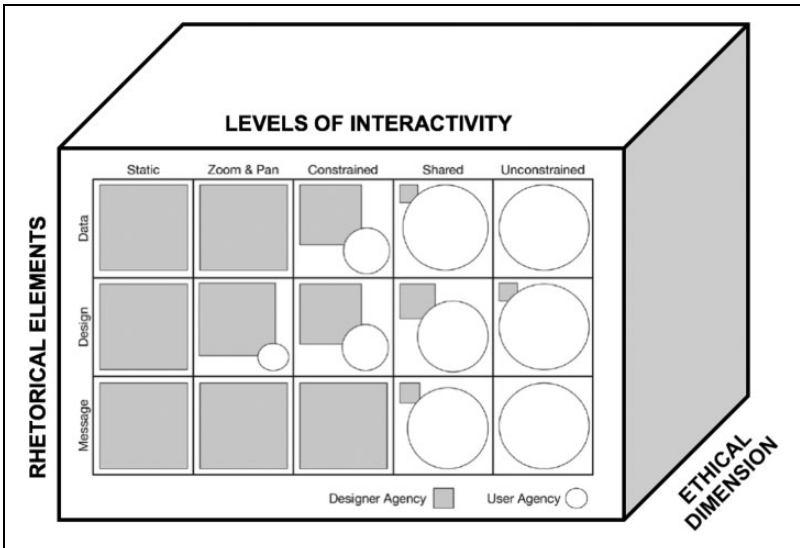 LEVELS OF INTERACTIVITY
Static Zoom & Pan Constrained Shared Unconstrained
RHETORICAL ELEMENTS
Data
Design
Message
Designer Agency User Agency
ETHICAL
DIMENSION